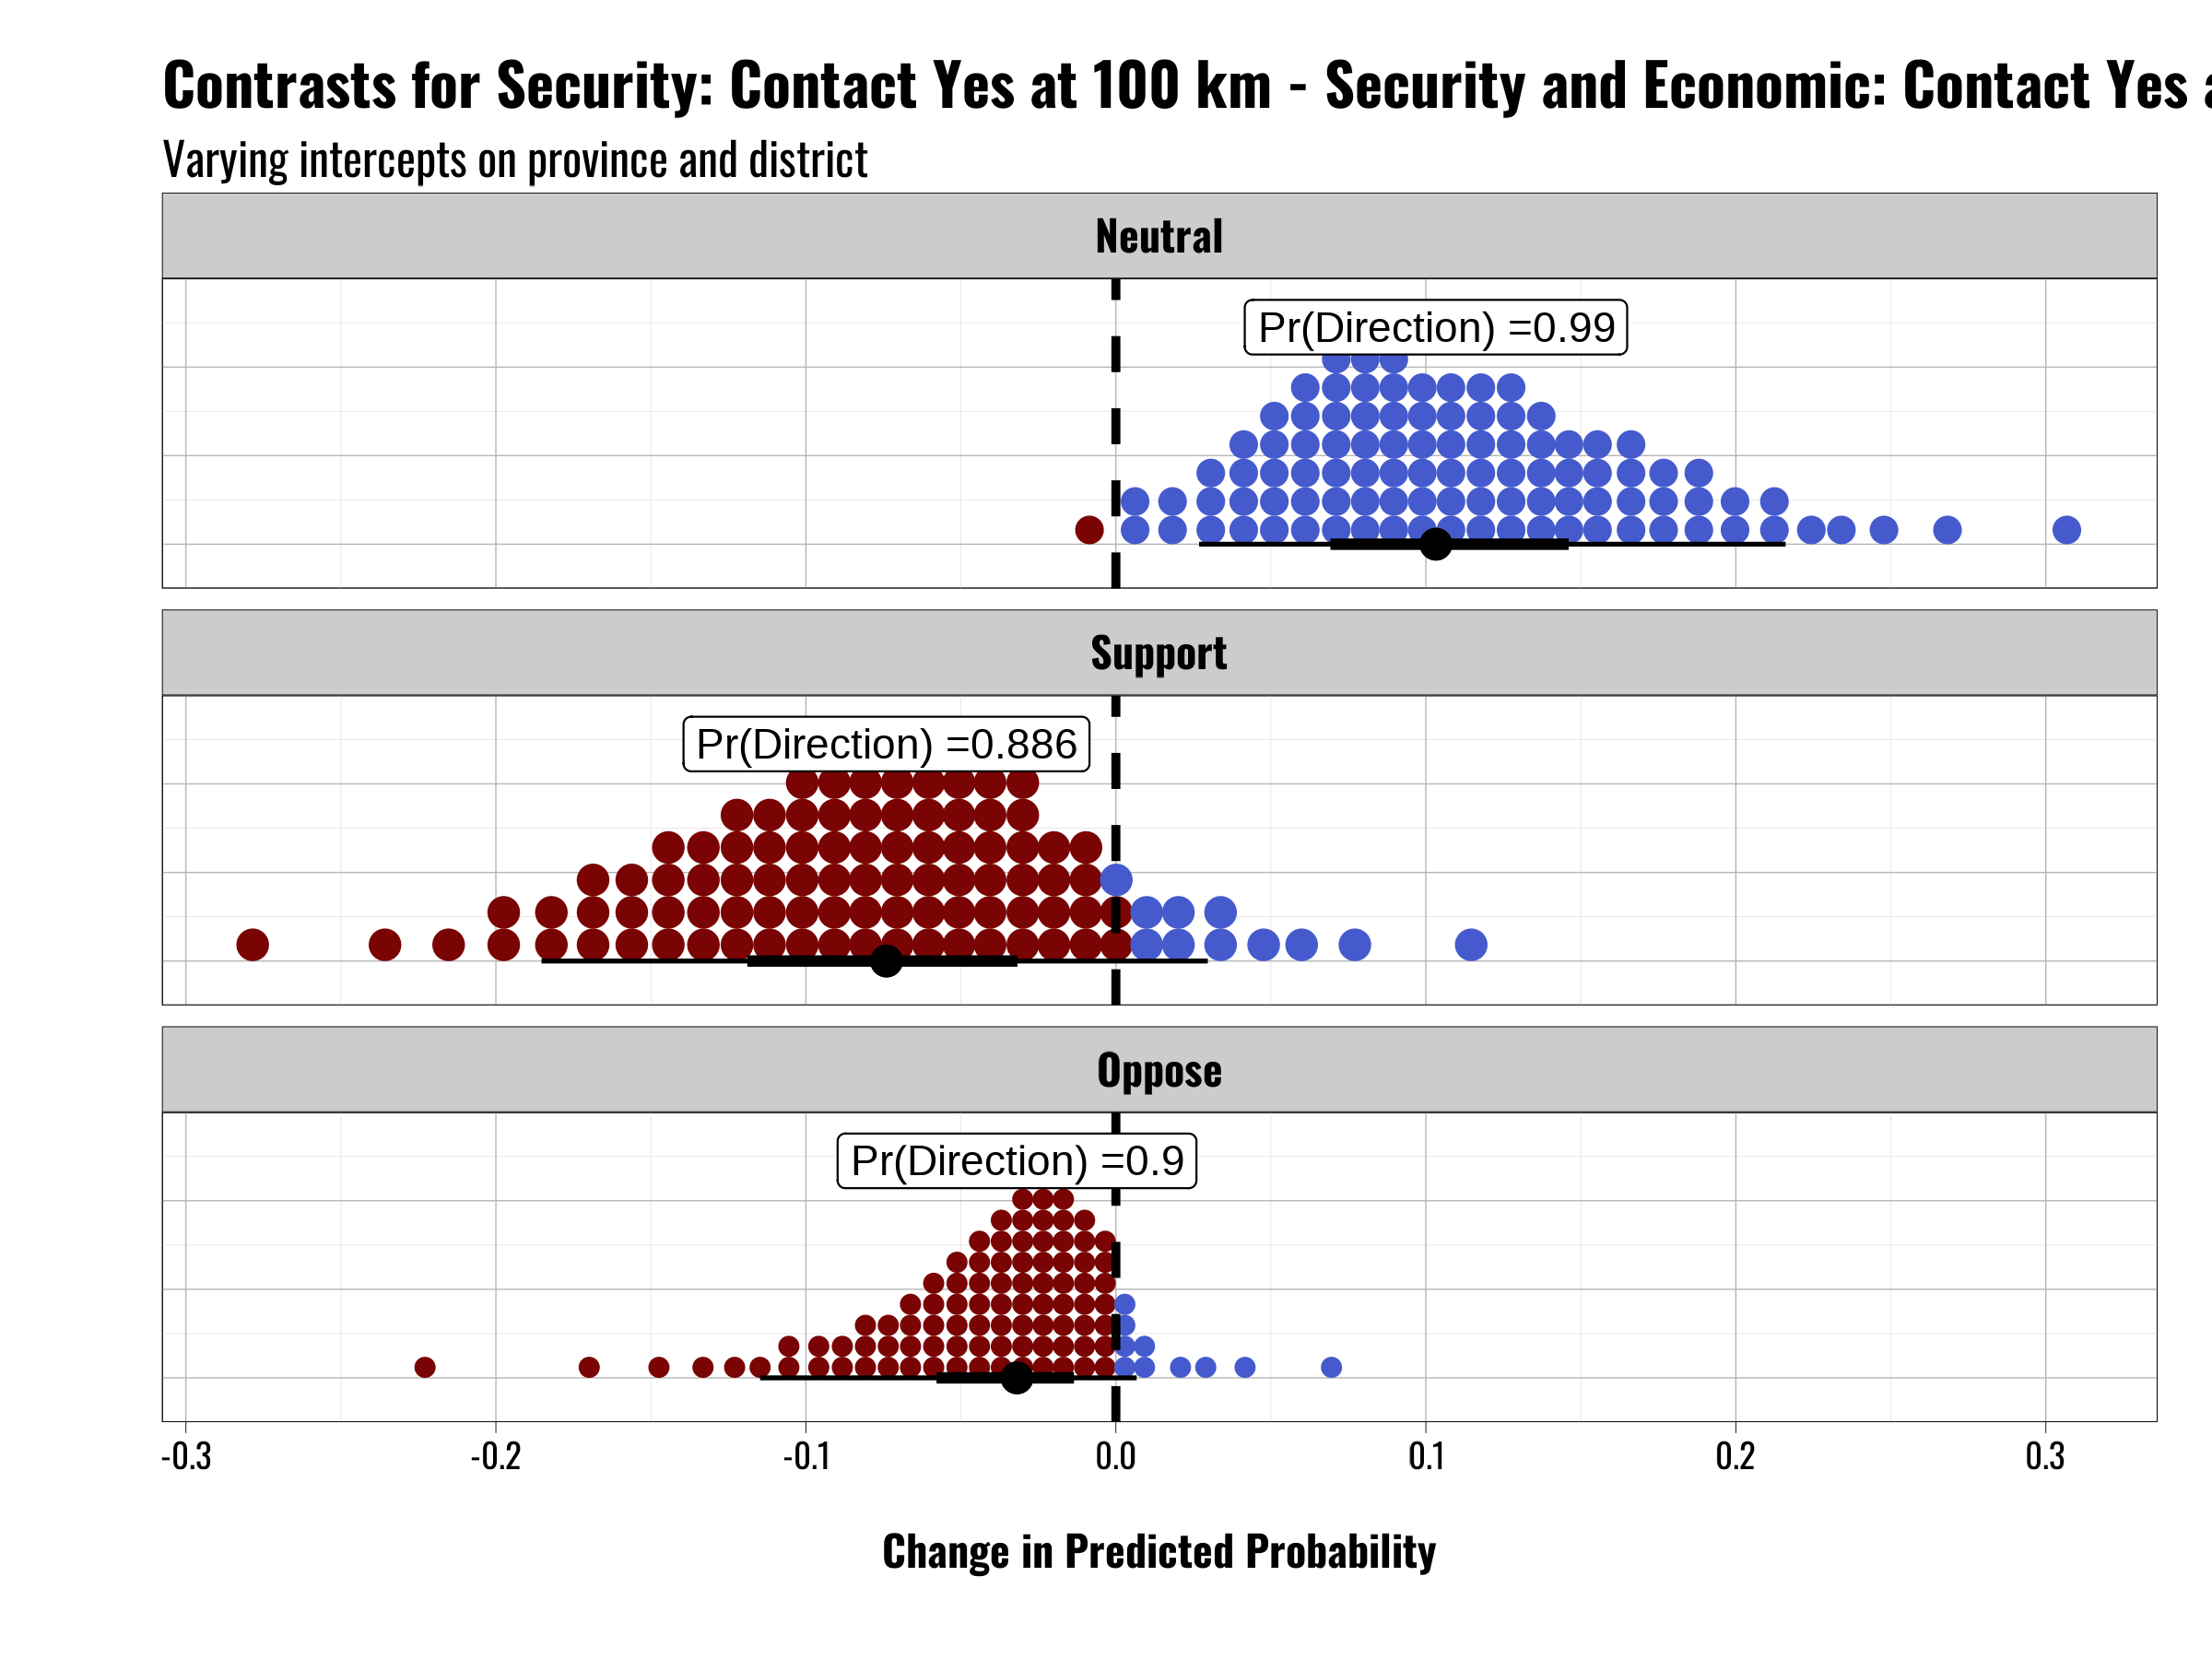 Contrasts for Security: Contact Yes at 100 km - Security and Economic: Contact Yes
Varying intercepts on province and district
Neutral
Pr(Direction) =0.99
Support
Pr(Direction) =0.886
Oppose
Pr(Direction) =0.9
-0.3 -0.2 -0.1 0.0 0.1 0.2 0.3
Change in Predicted Probability